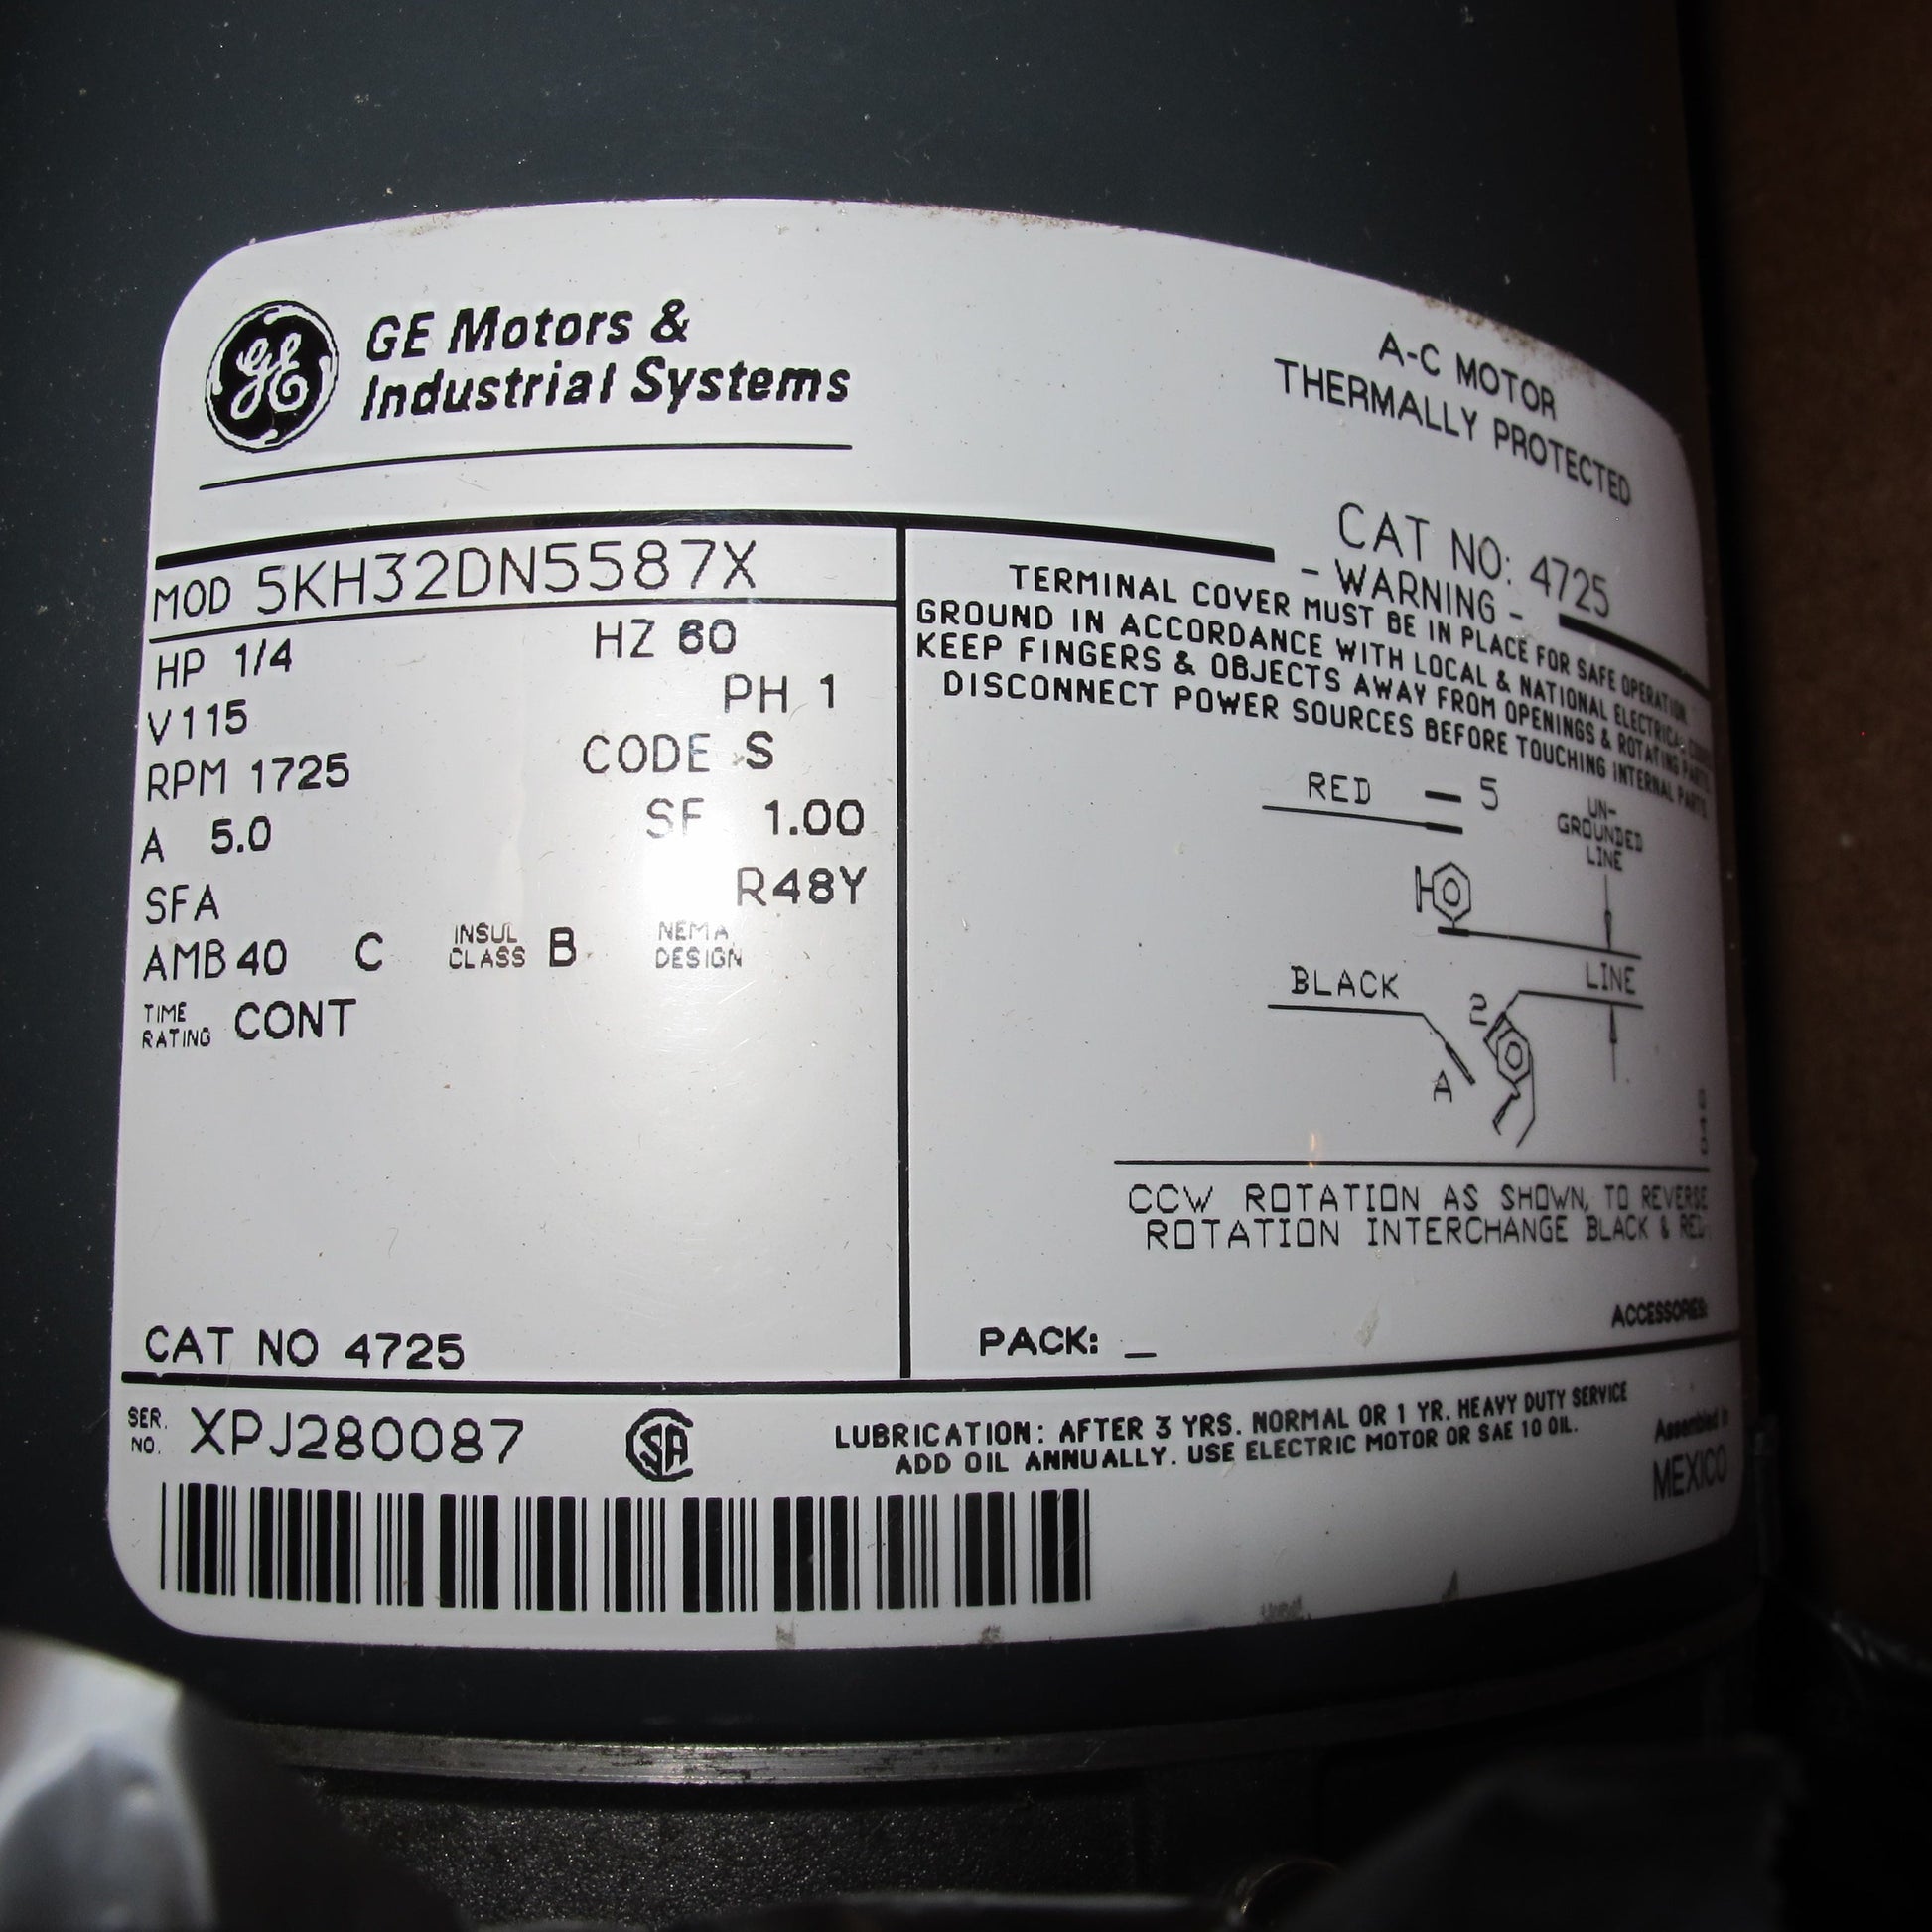 GE
GE Motors &
Industrial Systems
A-C MOTOR
THERMALLY PROTECTED
CAT NO: 4725
MOD 5KH32DN5587X
HP 1/4 HZ 60
V 115 PH 1
RPM 1725 CODE S
A 5.0 SF 1.00
SFA R48Y
AMB 40 C INSUL CLASS B NEMA DESIGN
TIME RATING CONT
CAT NO 4725
- WARNING -
TERMINAL COVER MUST BE IN PLACE FOR SAFE OPERATION
GROUND IN ACCORDANCE WITH LOCAL & NATIONAL ELECTRICAL
KEEP FINGERS & OBJECTS AWAY FROM OPENINGS & ROTATING PARTS
DISCONNECT POWER SOURCES BEFORE TOUCHING INTERNAL PARTS
RED 5
UN-
GROUNDED
LINE
BLACK
2
LINE
A
CCW ROTATION AS SHOWN, TO REVERSE
ROTATION INTERCHANGE BLACK & RED
PACK: _
ACCESSORIES:
SER. NO. XPJ280087
SA
LUBRICATION: AFTER 3 YRS. NORMAL OR 1 YR. HEAVY DUTY SERVICE
ADD OIL ANNUALLY. USE ELECTRIC MOTOR OR SAE 10 OIL.
Assembled in
MEXICO